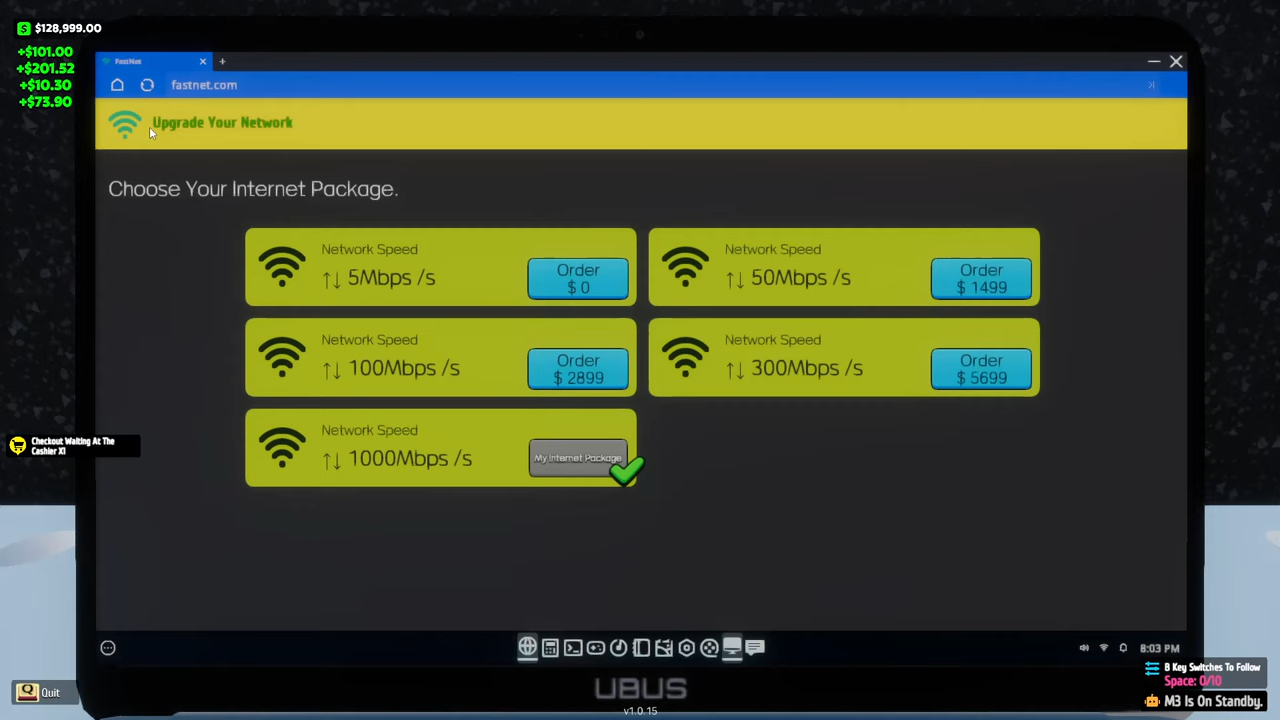 $ $128,999.00
+$101.00
+$201.52
+$10.30
+$73.90
FastNet
fastnet.com
Upgrade Your Network
Choose Your Internet Package.
Network Speed
↑↓ 5Mbps /s
Order
$ 0
Network Speed
↑↓ 50Mbps /s
Order
$ 1499
Network Speed
↑↓ 100Mbps /s
Order
$ 2899
Network Speed
↑↓ 300Mbps /s
Order
$ 5699
Network Speed
↑↓ 1000Mbps /s
My Internet Package
Checkout Waiting At The
Cashier X1
8:03 PM
B Key Switches To Follow
Space: 0/10
M3 Is On Standby.
Q Quit
UBUS
v1.0.15